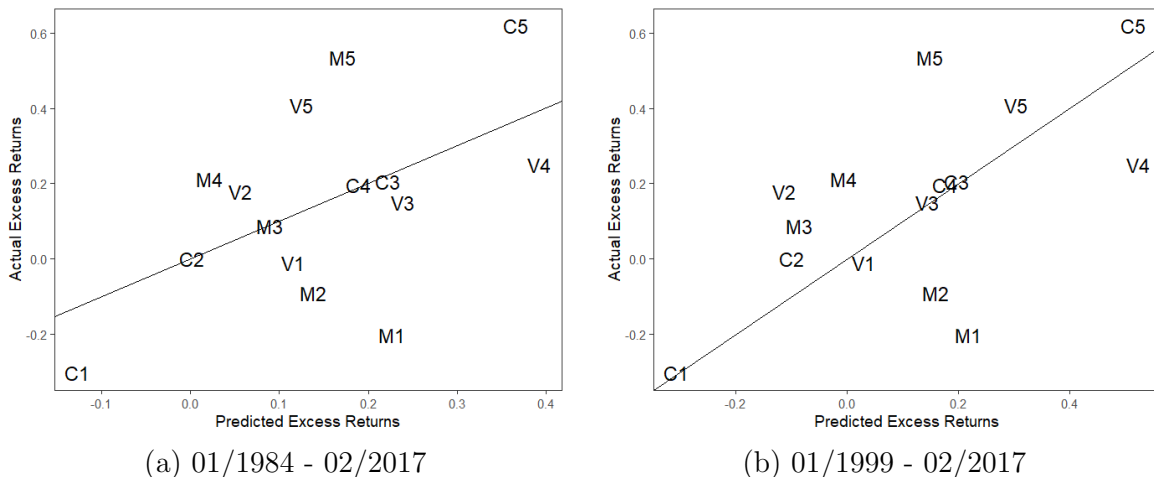 C5
M5
V5
V4
M4
V2
C4
C3
V3
M3
C2
V1
M2
M1
C1
0.6
0.4
0.2
0.0
-0.2
-0.1
0.0
0.1
0.2
0.3
0.4
Actual Excess Returns
Predicted Excess Returns
(a) 01/1984 - 02/2017
C5
M5
V5
V4
M4
V2
C4
C3
V3
M3
C2
V1
M2
M1
C1
0.6
0.4
0.2
0.0
-0.2
-0.2
0.0
0.2
0.4
Actual Excess Returns
Predicted Excess Returns
(b) 01/1999 - 02/2017